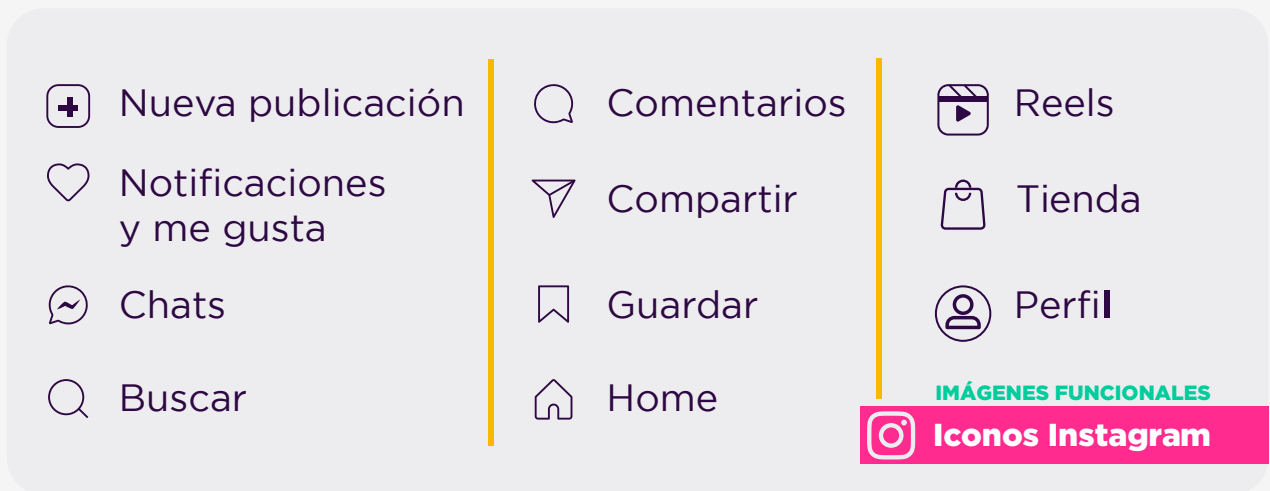 Nueva publicación
Notificaciones
y me gusta
Chats
Buscar
Comentarios
Compartir
Guardar
Home
Reels
Tienda
Perfil
IMÁGENES FUNCIONALES
Iconos Instagram